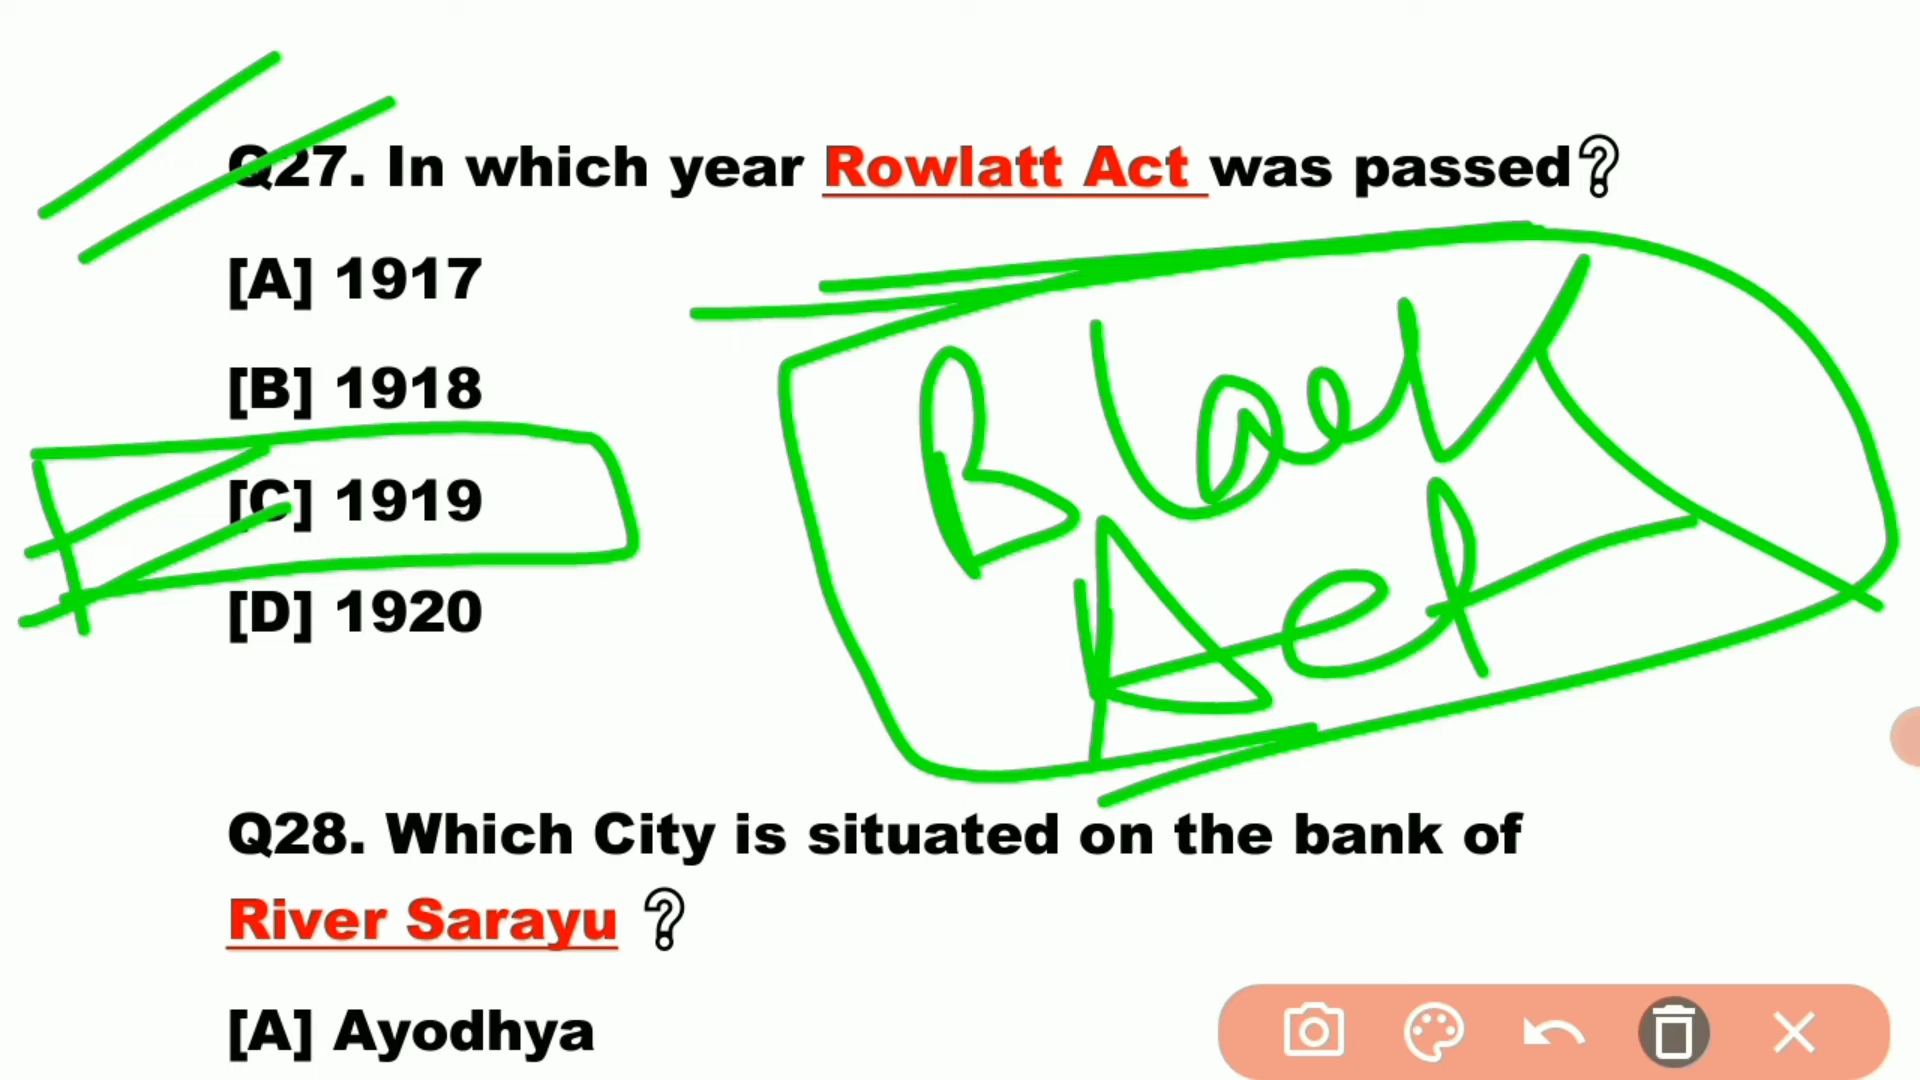 Q27. In which year Rowlatt Act was passed?
[A] 1917
[B] 1918
[C] 1919
[D] 1920
Black
Act
Q28. Which City is situated on the bank of
River Sarayu ?
[A] Ayodhya